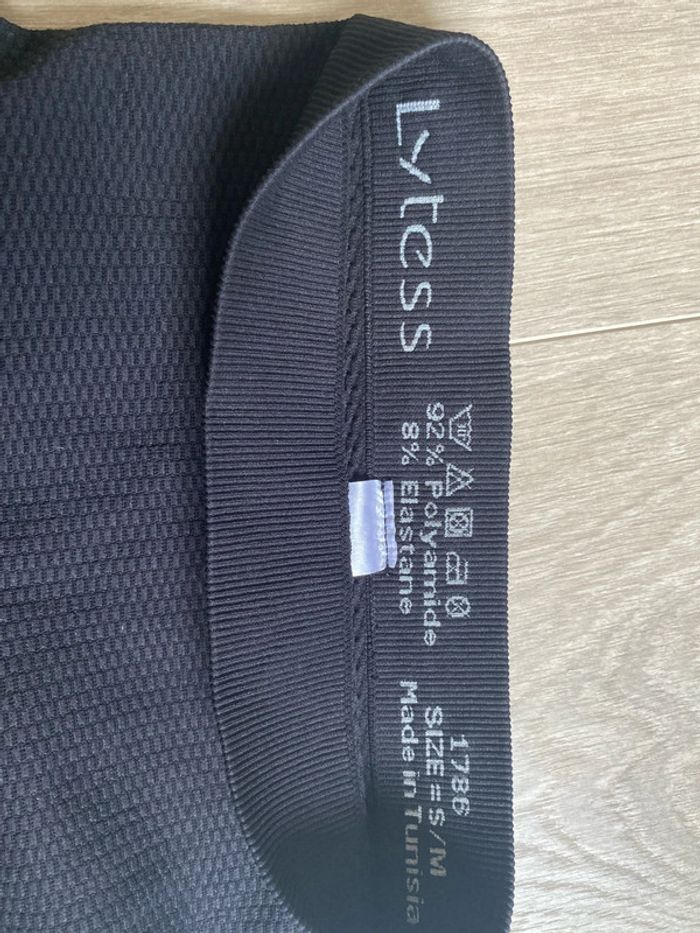 Lytess
92% Polyamide
8% Elastane
1786
SIZE = S/M
Made in Tunisia